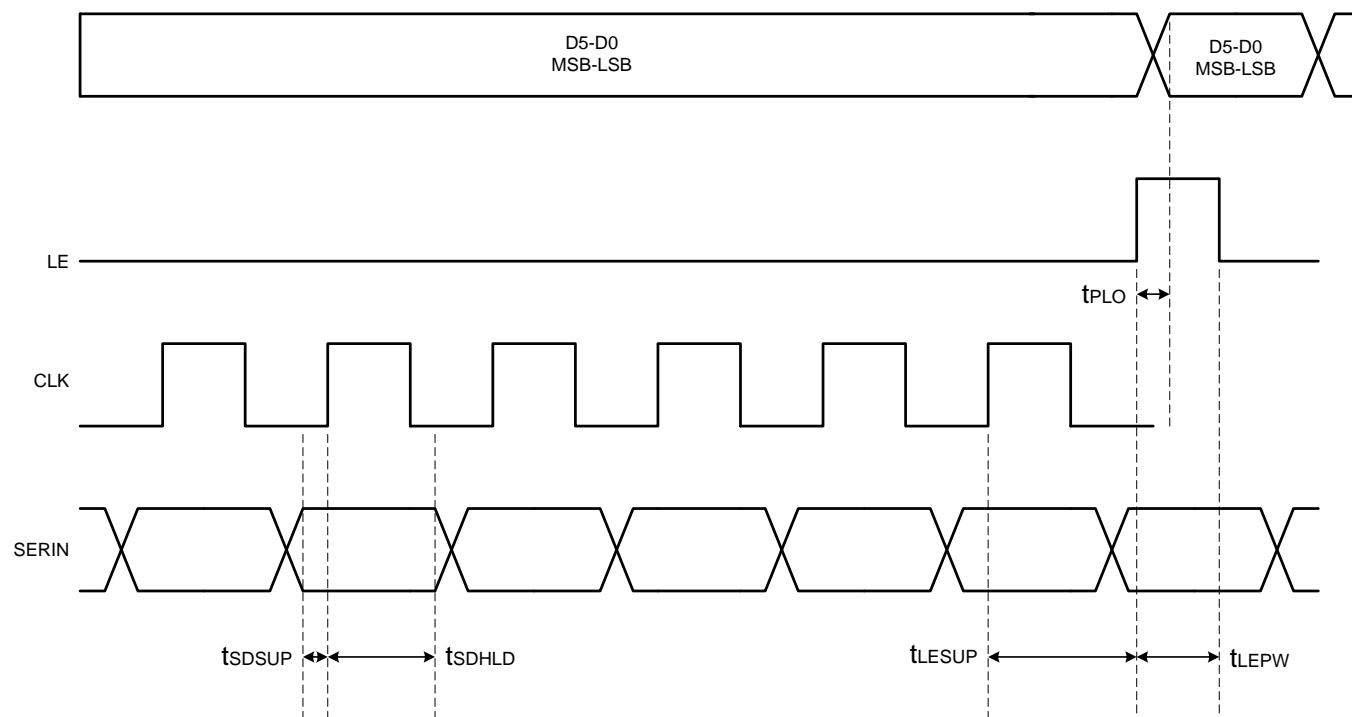 D5-D0
MSB-LSB
D5-D0
MSB-LSB
LE
tPLO
CLK
SERIN
tSDSUP
tSDHLD
tLESUP
tLEPW